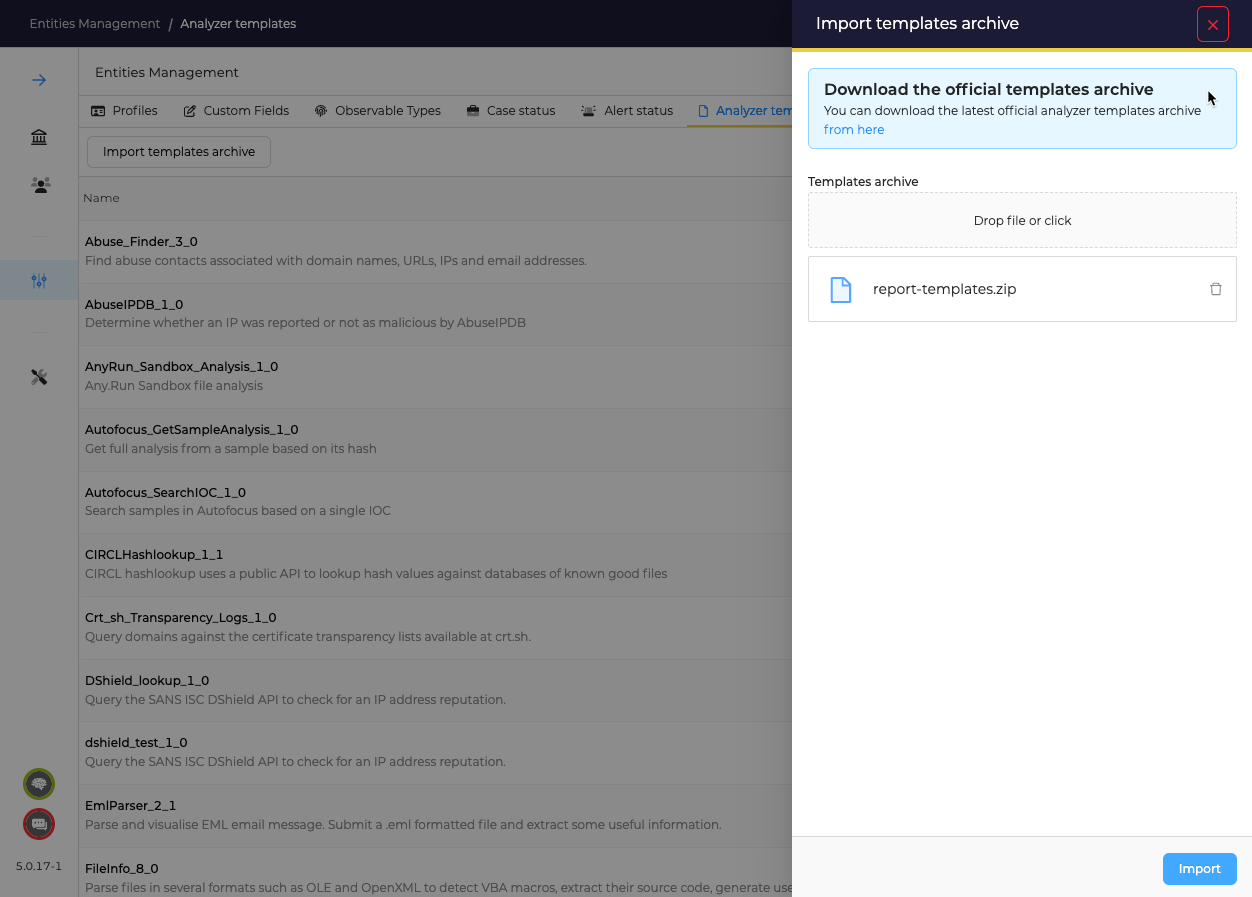 Entities Management / Analyzer templates
Import templates archive
Entities Management
Profiles Custom Fields Observable Types Case status Alert status Analyzer tem
Import templates archive
Name
Abuse_Finder_3_0
Find abuse contacts associated with domain names, URLs, IPs and email addresses.
AbuseIPDB_1_0
Determine whether an IP was reported or not as malicious by AbuseIPDB
AnyRun_Sandbox_Analysis_1_0
Any.Run Sandbox file analysis
Autofocus_GetSampleAnalysis_1_0
Get full analysis from a sample based on its hash
Autofocus_SearchIOC_1_0
Search samples in Autofocus based on a single IOC
CIRCLHashlookup_1_1
CIRCL hashlookup uses a public API to lookup hash values against databases of known good files
Crt_sh_Transparency_Logs_1_0
Query domains against the certificate transparency lists available at crt.sh.
DShield_lookup_1_0
Query the SANS ISC DShield API to check for an IP address reputation.
dshield_test_1_0
Query the SANS ISC DShield API to check for an IP address reputation.
EmlParser_2_1
Parse and visualise EML email message. Submit a .eml formatted file and extract some useful information.
FileInfo_8_0
Parse files in several formats such as OLE and OpenXML to detect VBA macros, extract their source code, generate use
5.0.17-1
Download the official templates archive
You can download the latest official analyzer templates archive
from here
Templates archive
Drop file or click
report-templates.zip
Import